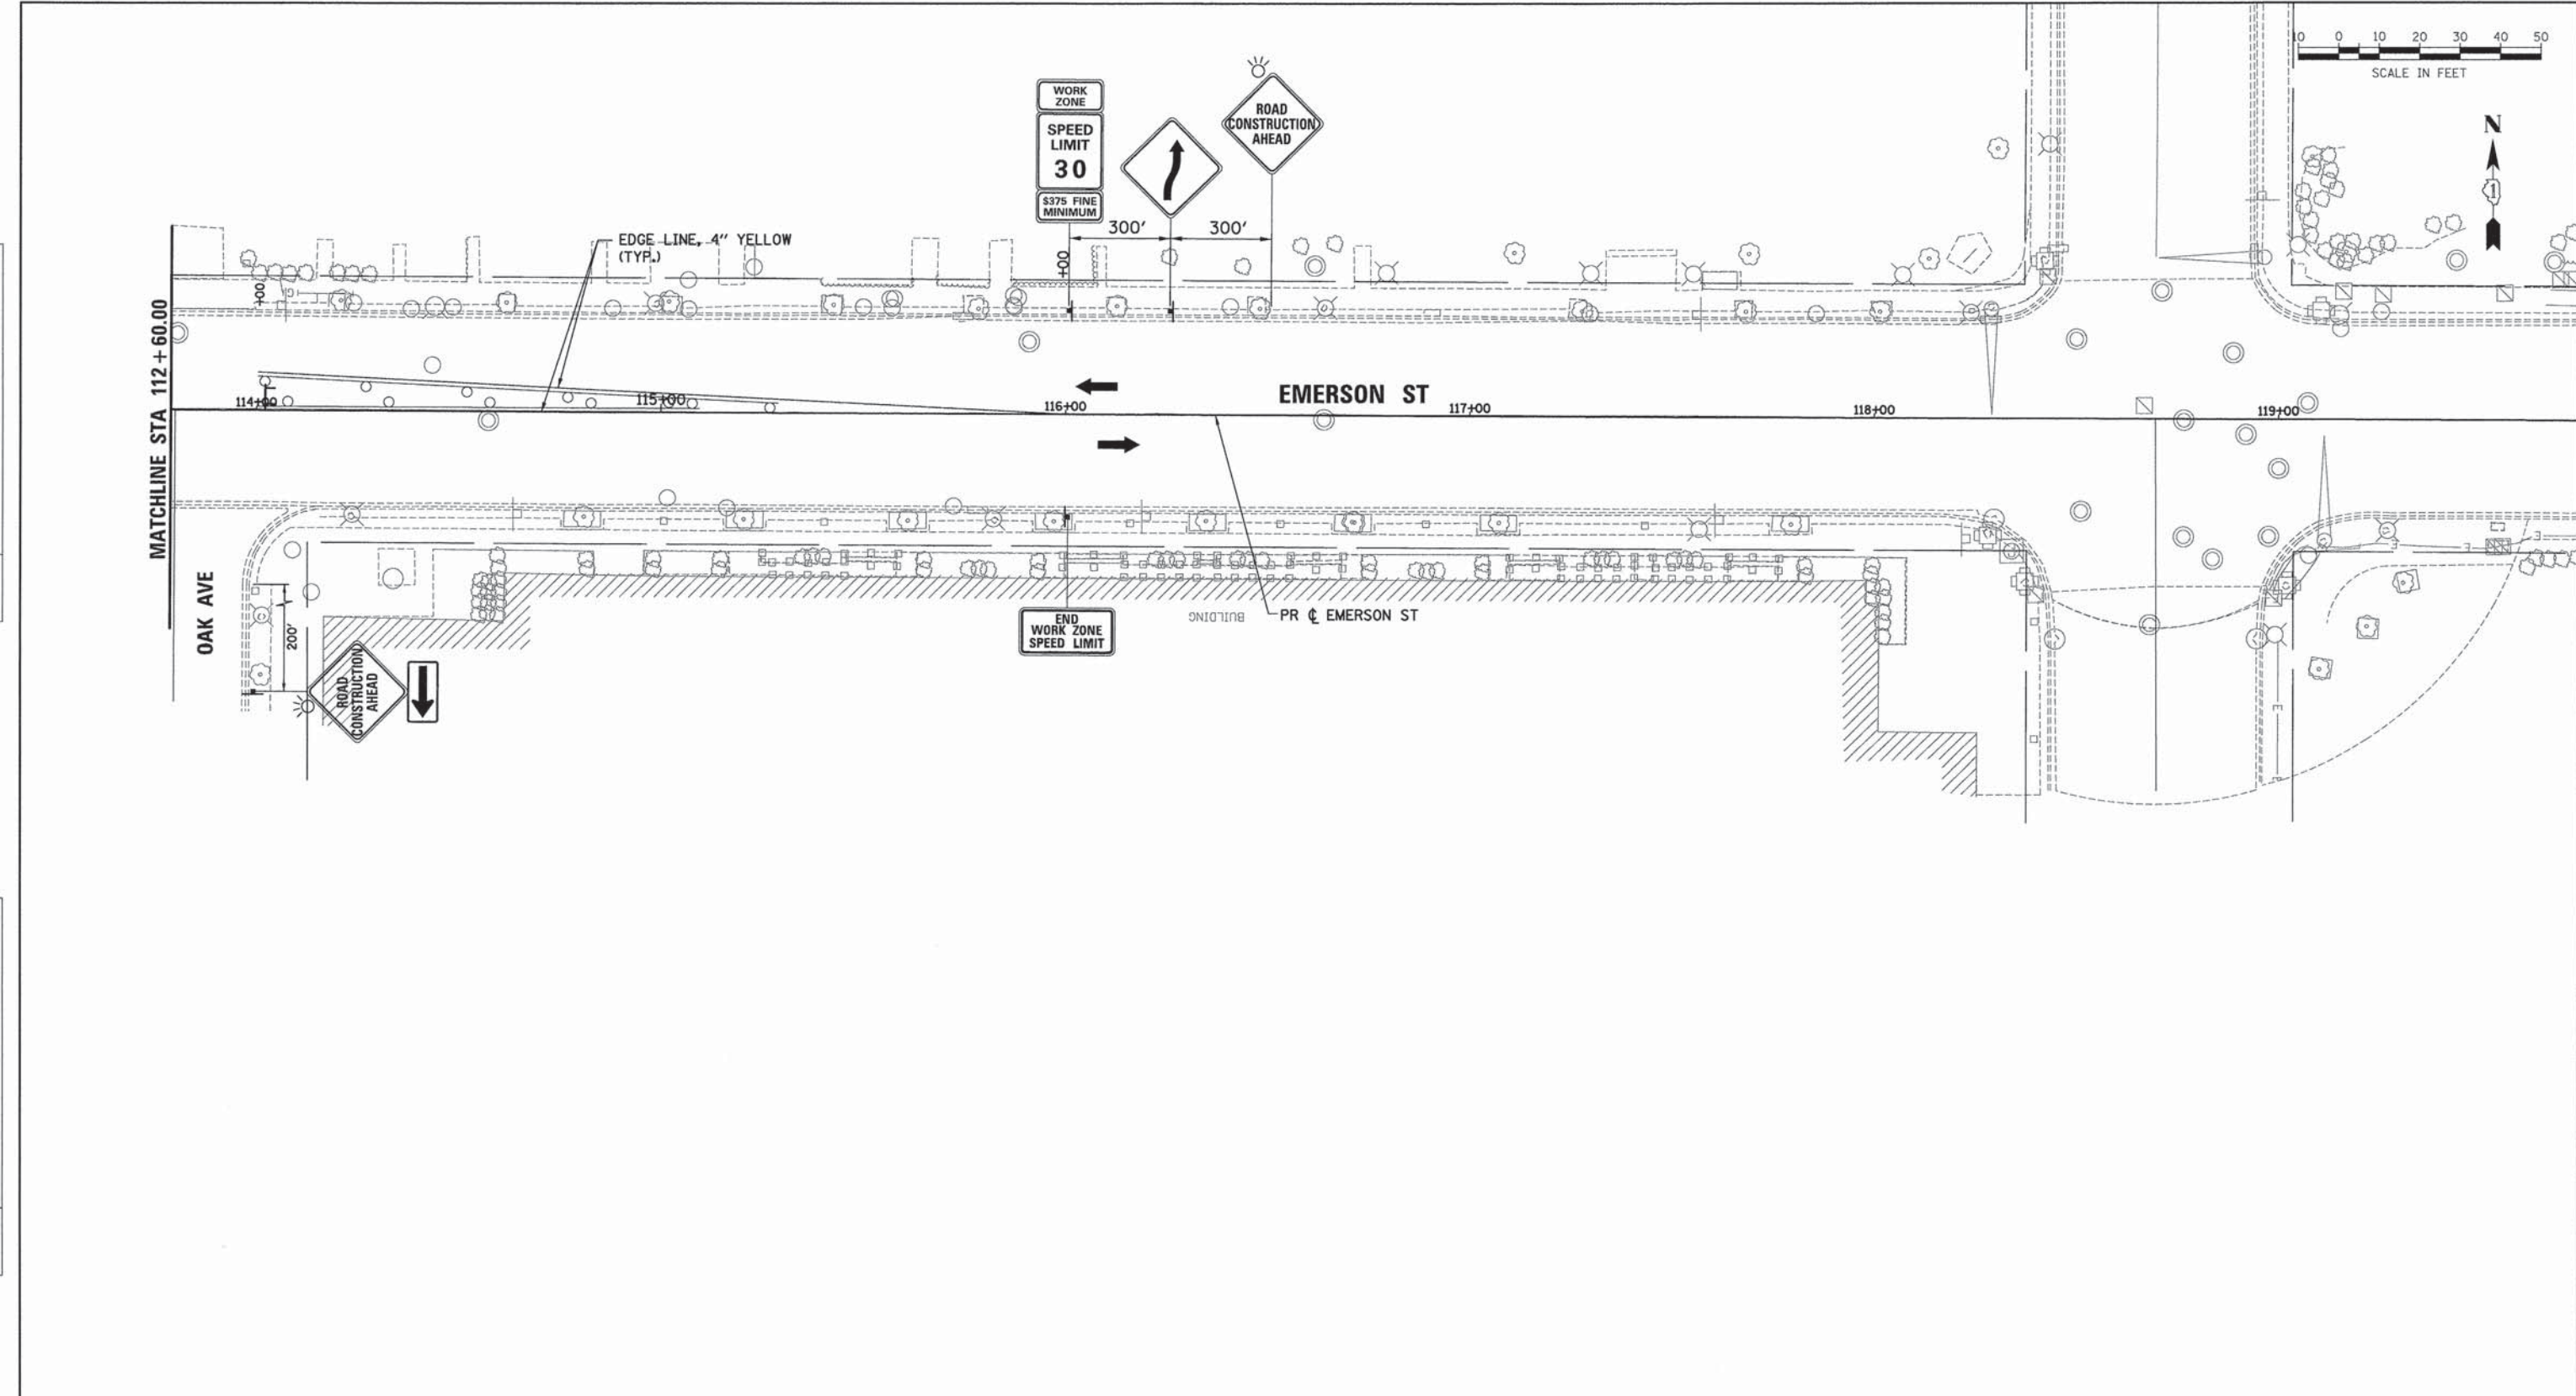 10 0 10 20 30 40 50
SCALE IN FEET
N
1
WORK
ZONE
SPEED
LIMIT
30
$375 FINE
MINIMUM
ROAD
CONSTRUCTION
AHEAD
300'
300'
EDGE LINE, 4" YELLOW
(TYP.)
+00
+00
MATCHLINE STA 112+60.00
EMERSON ST
114+00
115+00
116+00
117+00
118+00
119+00
OAK AVE
200'
ROAD
CONSTRUCTION
AHEAD
END
WORK ZONE
SPEED LIMIT
BUILDING
PR ℄ EMERSON ST